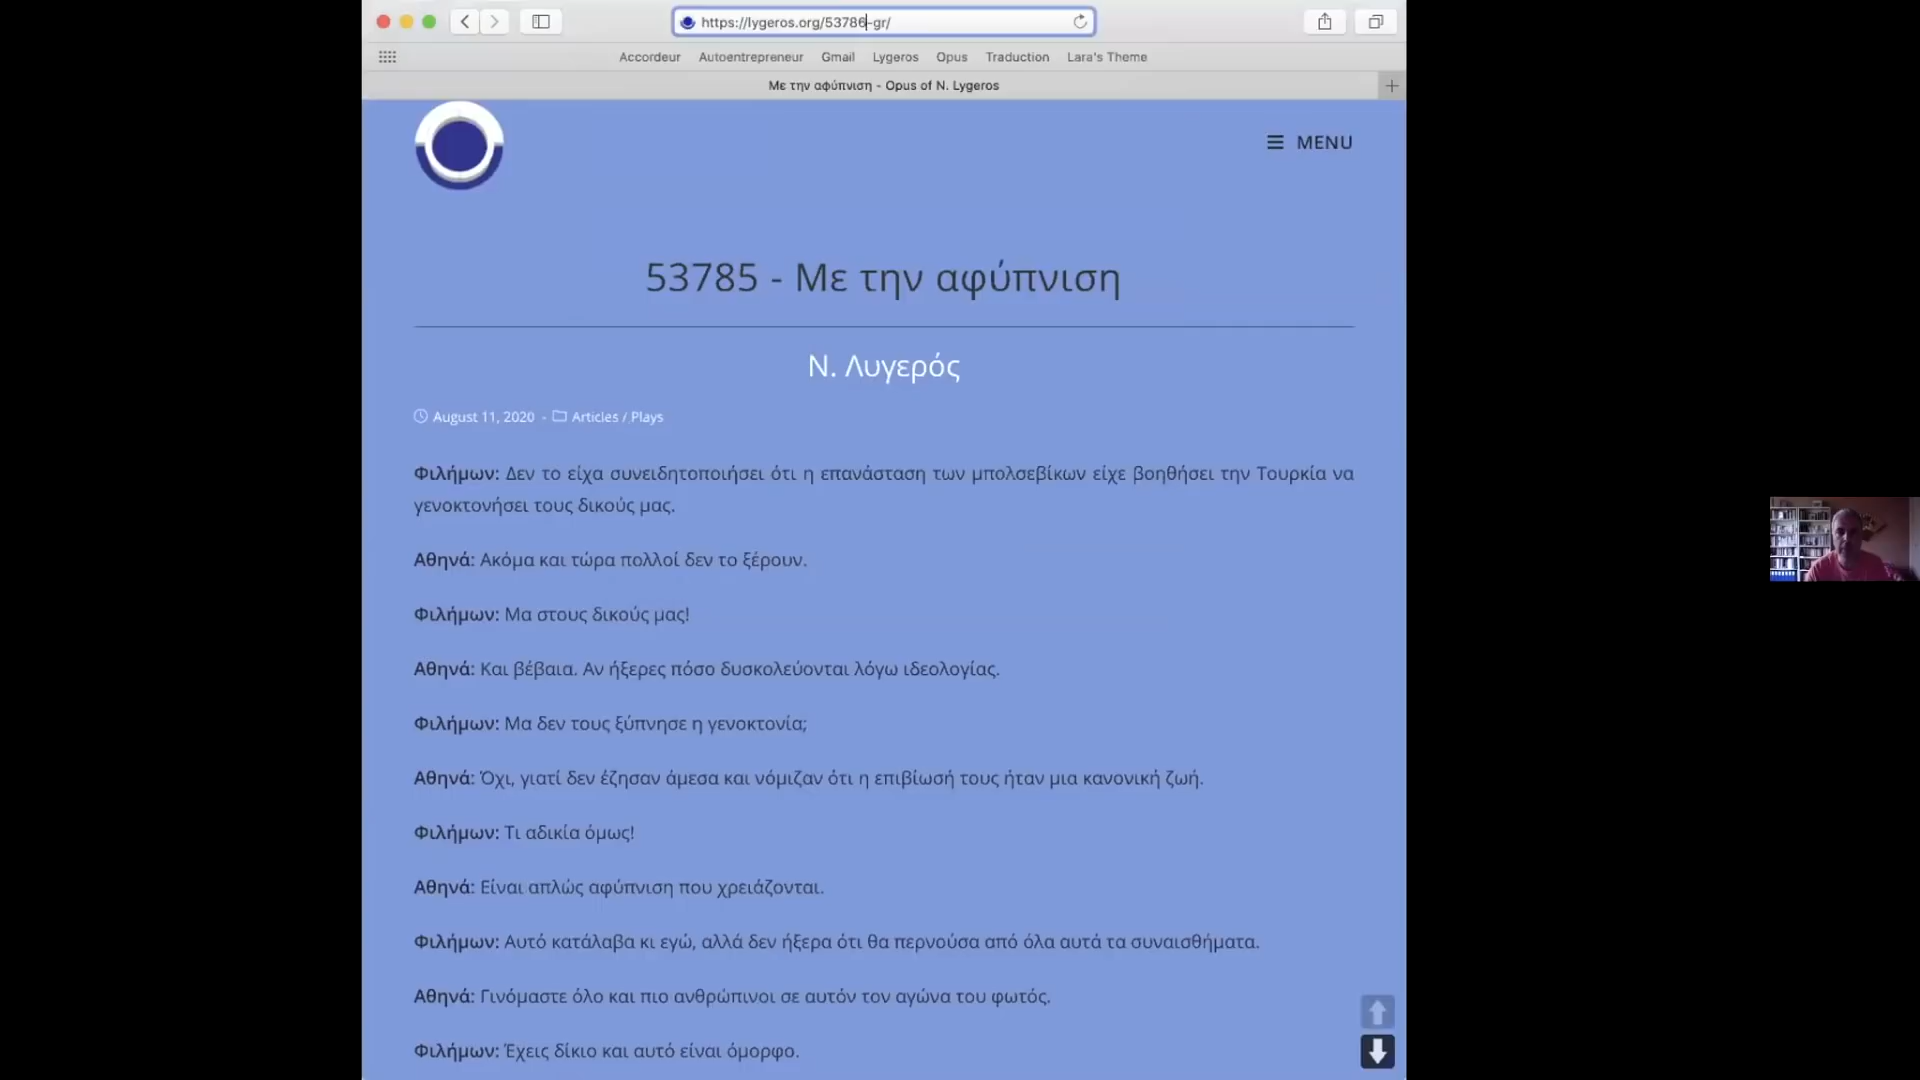 https://lygeros.org/53786-gr/
Accordeur Autoentrepreneur Gmail Lygeros Opus Traduction Lara's Theme
Με την αφύπνιση - Opus of N. Lygeros
MENU
53785 - Με την αφύπνιση
Ν. Λυγερός
August 11, 2020 - Articles / Plays
Φιλήμων: Δεν το είχα συνειδητοποιήσει ότι η επανάσταση των μπολσεβίκων είχε βοηθήσει την Τουρκία να
γενοκτονήσει τους δικούς μας.
Αθηνά: Ακόμα και τώρα πολλοί δεν το ξέρουν.
Φιλήμων: Μα στους δικούς μας!
Αθηνά: Και βέβαια. Αν ήξερες πόσο δυσκολεύονται λόγω ιδεολογίας.
Φιλήμων: Μα δεν τους ξύπνησε η γενοκτονία;
Αθηνά: Όχι, γιατί δεν έζησαν άμεσα και νόμιζαν ότι η επιβίωσή τους ήταν μια κανονική ζωή.
Φιλήμων: Τι αδικία όμως!
Αθηνά: Είναι απλώς αφύπνιση που χρειάζονται.
Φιλήμων: Αυτό κατάλαβα κι εγώ, αλλά δεν ήξερα ότι θα περνούσα από όλα αυτά τα συναισθήματα.
Αθηνά: Γινόμαστε όλο και πιο ανθρώπινοι σε αυτόν τον αγώνα του φωτός.
Φιλήμων: Έχεις δίκιο και αυτό είναι όμορφο.